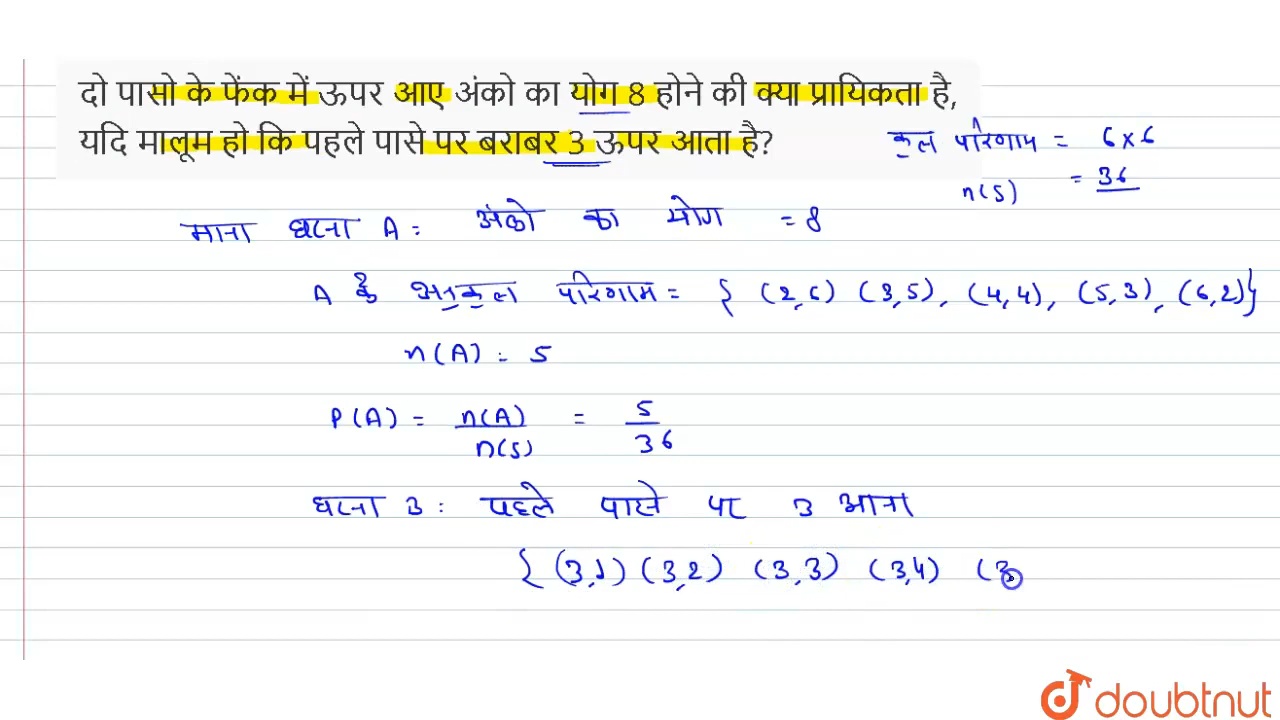 दो पासो के फेंक में ऊपर आए अंको का योग 8 होने की क्या प्रायिकता है,
यदि मालूम हो कि पहले पासे पर बराबर 3 ऊपर आता है?
कुल परिणाम = 6x6
n(S) = 36
माना घटना A : अंको का योग = 8
A के अनुकूल परिणाम = { (2,6) (3,5), (4,4), (5,3), (6,2)}
n(A) = 5
P(A) = n(A)/n(S) = 5/36
घटना B : पहले पासे पर 3 आना
{ (3,1) (3,2) (3,3) (3,4) (3
doubtnut